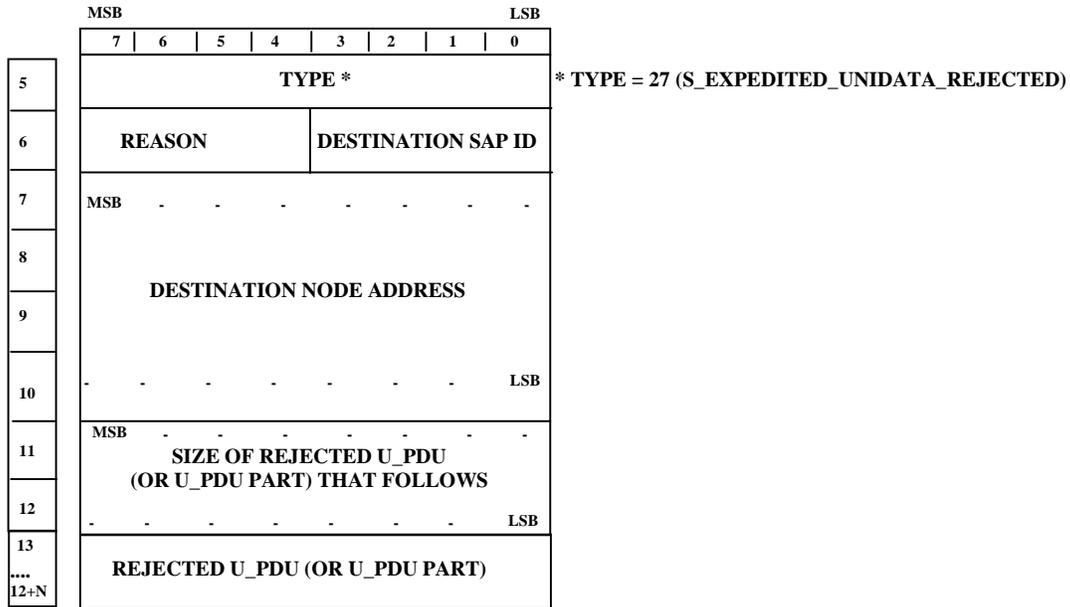 MSB LSB
7 6 5 4 3 2 1 0
5 TYPE * * TYPE = 27 (S_EXPEDITED_UNIDATA_REJECTED)
6 REASON DESTINATION SAP ID
7 MSB - - - - - - -
8
DESTINATION NODE ADDRESS
9
10 - - - - - - - LSB
MSB - - - - - - -
11 SIZE OF REJECTED U_PDU
(OR U_PDU PART) THAT FOLLOWS
12 - - - - - - - LSB
13
.... REJECTED U_PDU (OR U_PDU PART)
12+N